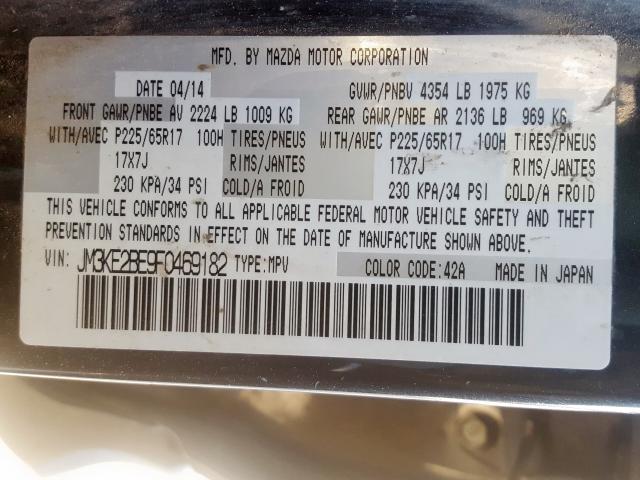 MFD. BY MAZDA MOTOR CORPORATION
DATE 04/14 GVWR/PNBV 4354 LB 1975 KG
FRONT GAWR/PNBE AV 2224 LB 1009 KG REAR GAWR/PNBE AR 2136 LB 969 KG
WITH/AVEC P225/65R17 100H TIRES/PNEUS WITH/AVEC P225/65R17 100H TIRES/PNEUS
17X7J RIMS/JANTES 17X7J RIMS/JANTES
230 KPA/34 PSI COLD/A FROID 230 KPA/34 PSI COLD/A FROID
THIS VEHICLE CONFORMS TO ALL APPLICABLE FEDERAL MOTOR VEHICLE SAFETY AND THEFT
PREVENTION STANDARDS IN EFFECT ON THE DATE OF MANUFACTURE SHOWN ABOVE.
VIN: JM3KE2BE9F0469182 TYPE:MPV COLOR CODE:42A MADE IN JAPAN